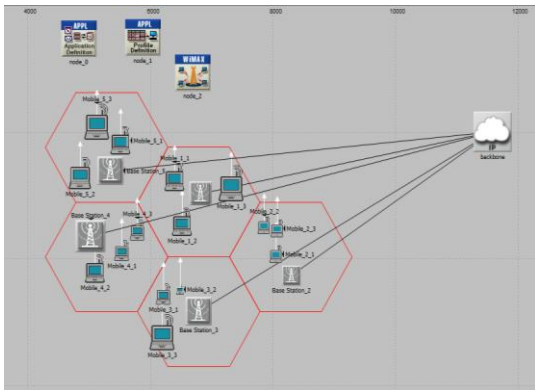 4000 6000 8000 10000 12000
APPL
Application
Definition
node_0
APPL
Profile
Definition
node_1
WiMAX
node_2
Mobile_5_3
Mobile_5_1
Base Station_5
Mobile_5_2
Mobile_1_1
Mobile_1_3
Mobile_1_2
IP
backbone
Base Station_4
Mobile_4_3
Mobile_4_1
Mobile_4_2
Mobile_2_2
Mobile_2_3
Mobile_2_1
Base Station_2
Mobile_3_2
Mobile_3_1
Base Station_3
Mobile_3_3